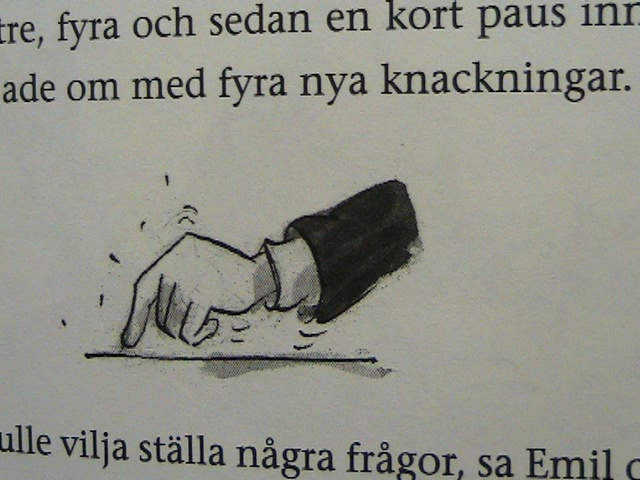 tre, fyra och sedan en kort paus inn
ade om med fyra nya knackningar.
ulle vilja ställa några frågor, sa Emil